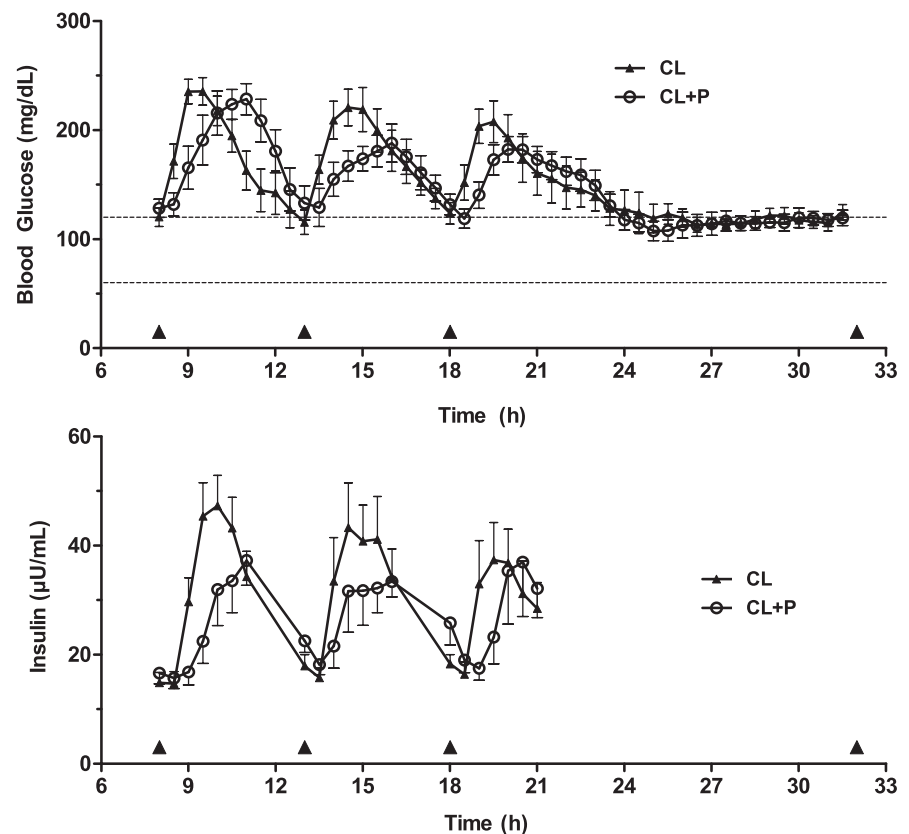 300
200
100
0
Blood Glucose (mg/dL)
CL
CL+P
6 9 12 15 18 21 24 27 30 33
Time (h)
60
40
20
0
Insulin (µU/mL)
CL
CL+P
6 9 12 15 18 21 24 27 30 33
Time (h)